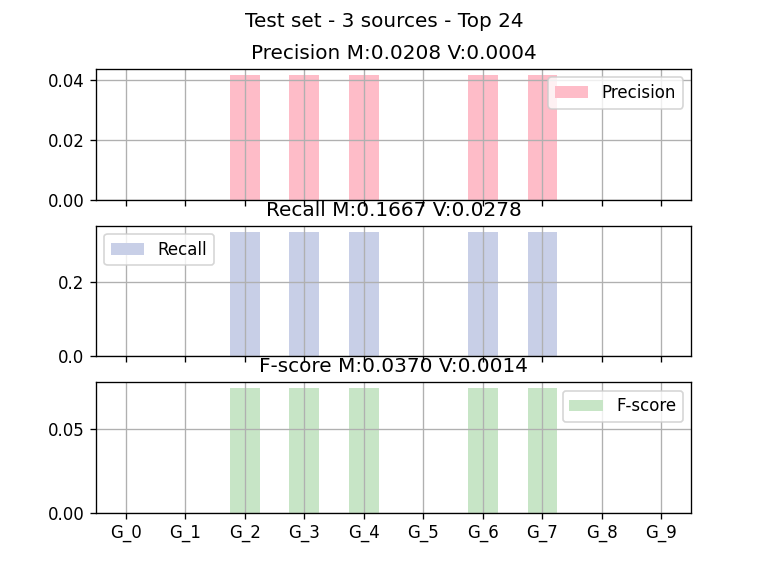 Test set - 3 sources - Top 24
Precision M:0.0208 V:0.0004
0.04
0.02
0.00
Precision
Recall M:0.1667 V:0.0278
0.2
0.0
Recall
F-score M:0.0370 V:0.0014
0.05
0.00
F-score
G_0 G_1 G_2 G_3 G_4 G_5 G_6 G_7 G_8 G_9